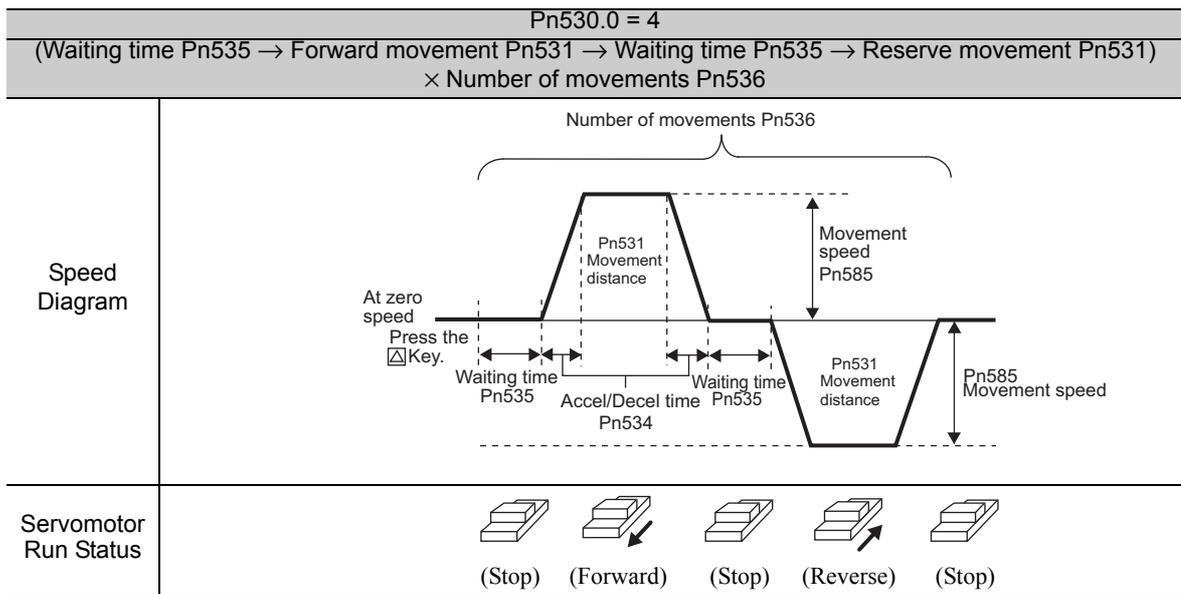 Pn530.0 = 4
(Waiting time Pn535 → Forward movement Pn531 → Waiting time Pn535 → Reserve movement Pn531)
× Number of movements Pn536
Speed
Diagram
Number of movements Pn536
Pn531
Movement
distance
Movement
speed
Pn585
At zero
speed
Press the
△ Key.
Waiting time
Pn535
Accel/Decel time
Pn534
Waiting time
Pn535
Pn531
Movement
distance
Pn585
Movement speed
Servomotor
Run Status
(Stop) (Forward) (Stop) (Reverse) (Stop)